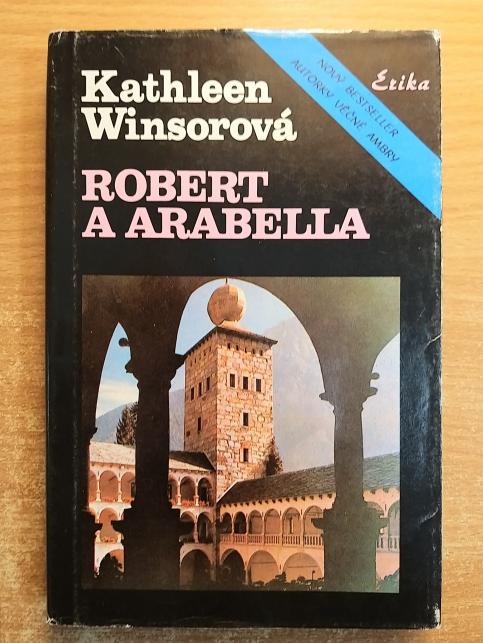 Kathleen
Winsorová
ROBERT
A ARABELLA
NOVÝ BESTSELLER
AUTORKY VĚČNÉ AMBRY
Erika